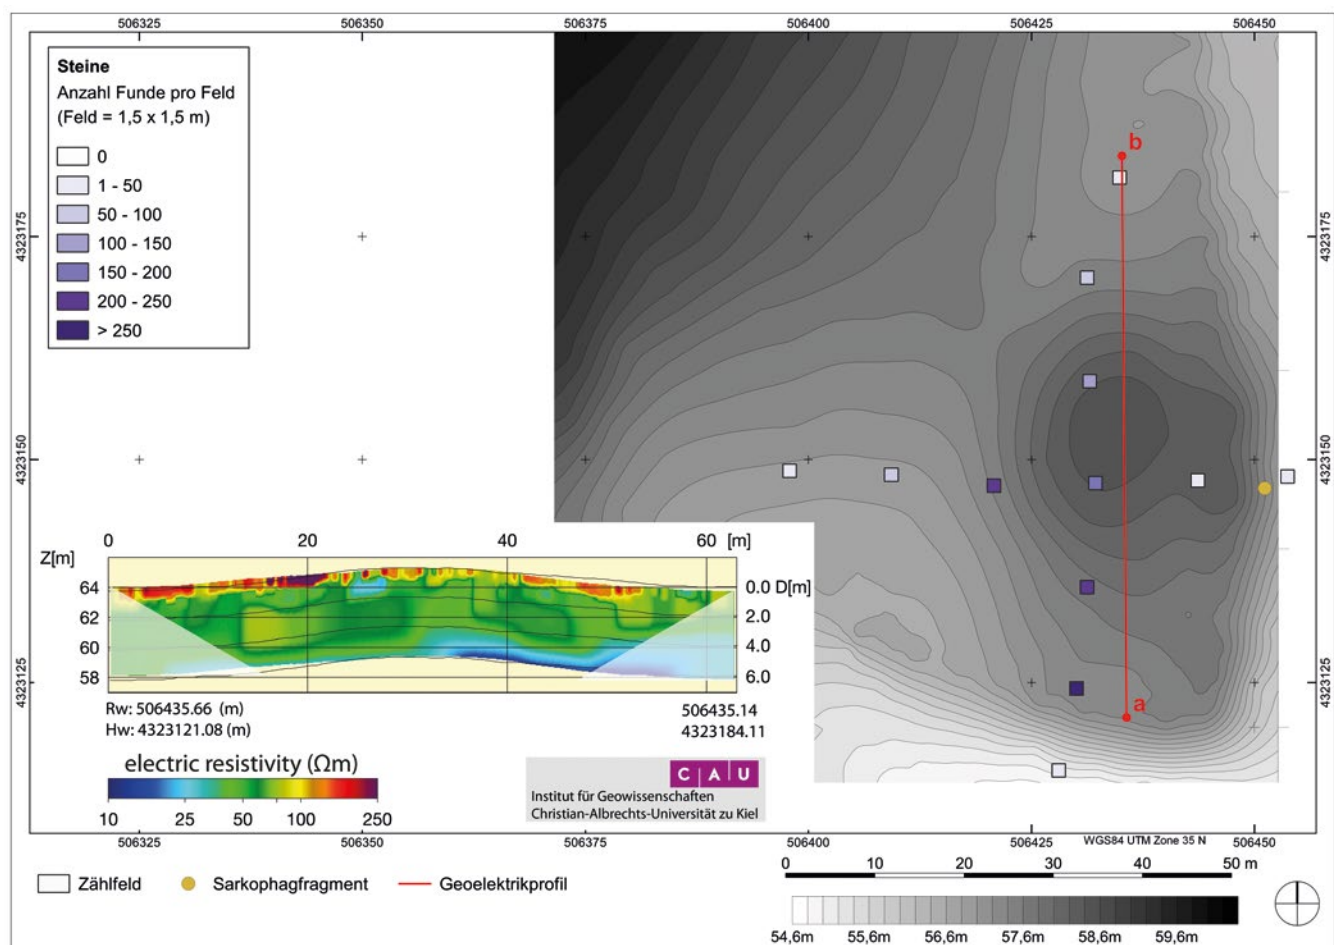 506325 506350 506375 506400 506425 506450
Steine
Anzahl Funde pro Feld
(Feld = 1,5 x 1,5 m)
0
1 - 50
50 - 100
100 - 150
150 - 200
200 - 250
> 250
b
4323175 4323175
4323150 4323150
0 20 40 60 [m]
Z[m]
64 0.0 D[m]
62 2.0
60 4.0
58 6.0
4323125 4323125
a
Rw: 506435.66 (m) 506435.14
Hw: 4323121.08 (m) 4323184.11
electric resistivity (Ωm)
10 25 50 100 250
CAU
Institut für Geowissenschaften
Christian-Albrechts-Universität zu Kiel
506325 506350 506375 506400 506425 506450
WGS84 UTM Zone 35 N
0 10 20 30 40 50 m
Zählfeld Sarkophagfragment Geoelektrikprofil
54,6m 55,6m 56,6m 57,6m 58,6m 59,6m